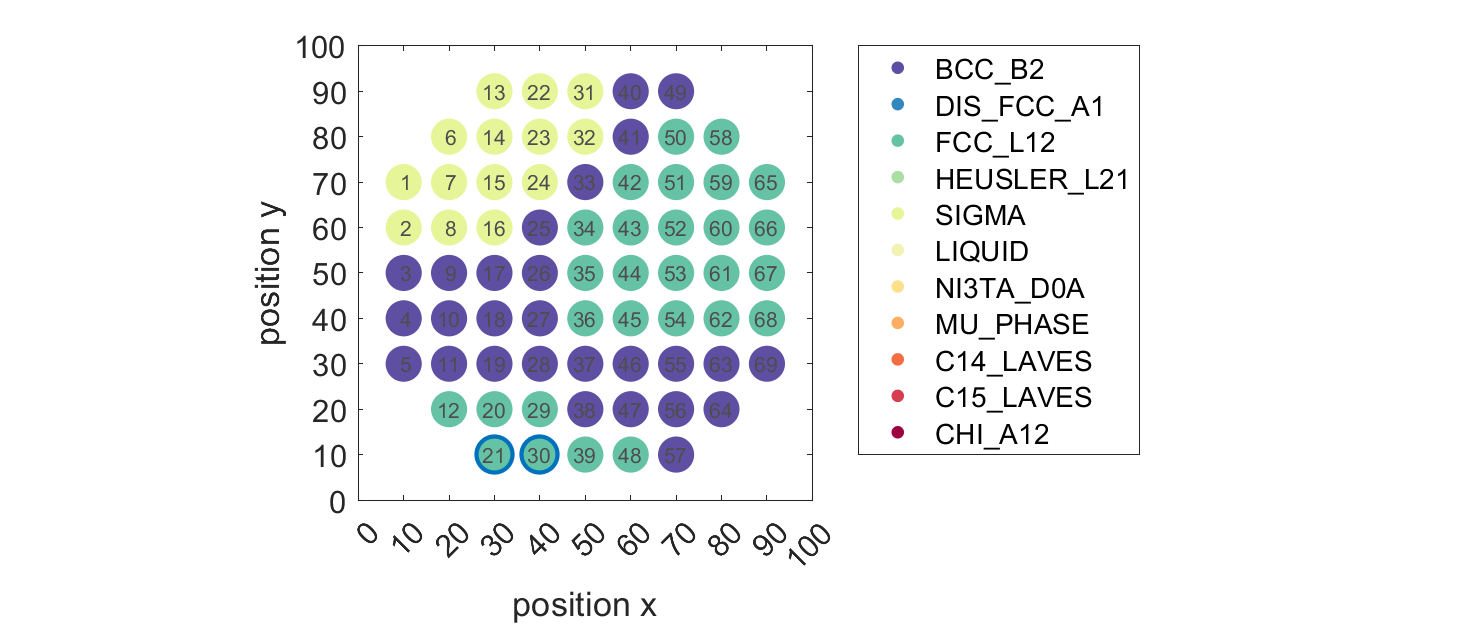 100
90
80
70
60
50
40
30
20
10
0
position y
13 22 31 40 49
6 14 23 32 41 50 58
1 7 15 24 33 42 51 59 65
2 8 16 25 34 43 52 60 66
3 9 17 26 35 44 53 61 67
4 10 18 27 36 45 54 62 68
5 11 19 28 37 46 55 63 69
12 20 29 38 47 56 64
21 30 39 48 57
0 10 20 30 40 50 60 70 80 90 100
position x
BCC_B2
DIS_FCC_A1
FCC_L12
HEUSLER_L21
SIGMA
LIQUID
NI3TA_D0A
MU_PHASE
C14_LAVES
C15_LAVES
CHI_A12